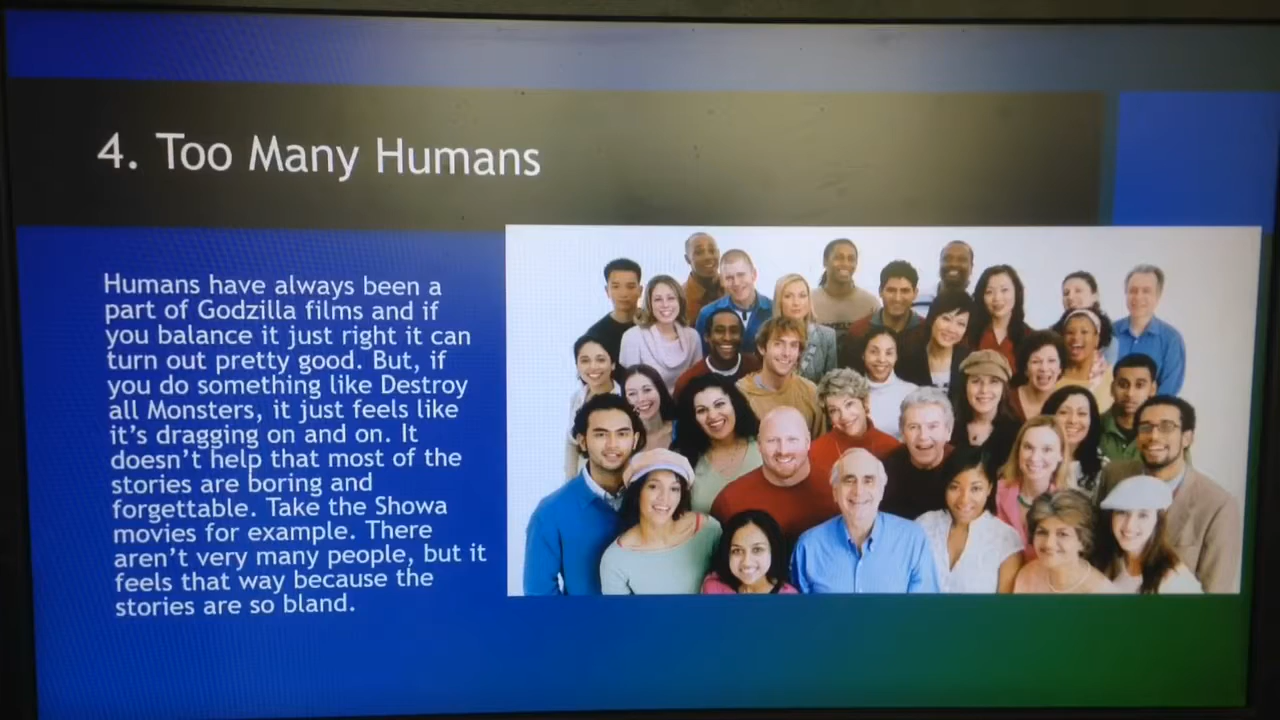 4. Too Many Humans
Humans have always been a
part of Godzilla films and if
you balance it just right it can
turn out pretty good. But, if
you do something like Destroy
all Monsters, it just feels like
it's dragging on and on. It
doesn't help that most of the
stories are boring and
forgettable. Take the Showa
movies for example. There
aren't very many people, but it
feels that way because the
stories are so bland.